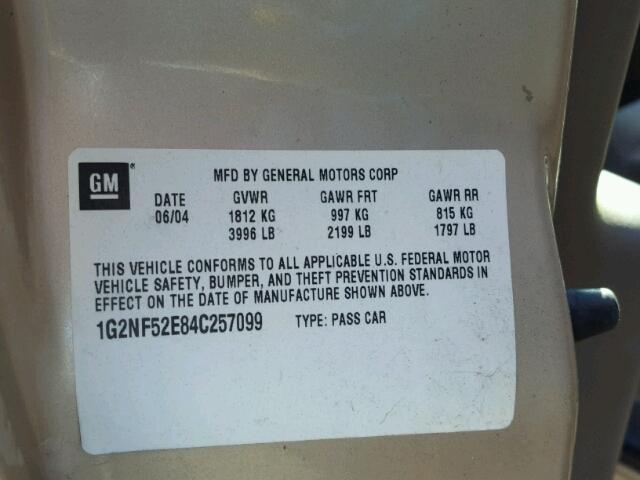 GM
MFD BY GENERAL MOTORS CORP
DATE GVWR GAWR FRT GAWR RR
06/04 1812 KG 997 KG 815 KG
3996 LB 2199 LB 1797 LB
THIS VEHICLE CONFORMS TO ALL APPLICABLE U.S. FEDERAL MOTOR
VEHICLE SAFETY, BUMPER, AND THEFT PREVENTION STANDARDS IN
EFFECT ON THE DATE OF MANUFACTURE SHOWN ABOVE.
1G2NF52E84C257099 TYPE: PASS CAR